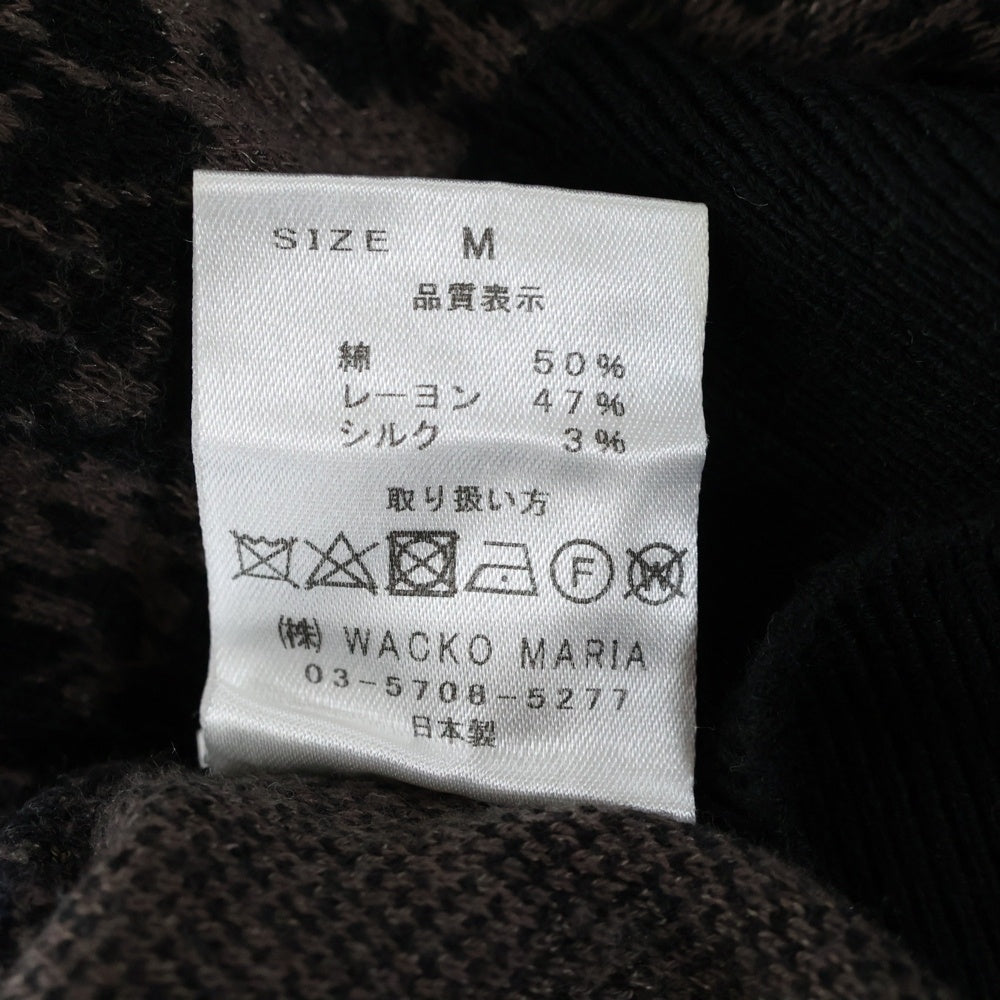 SIZE M
品質表示
綿 50%
レーヨン 47%
シルク 3%
取り扱い方
F W
㈱ WACKO MARIA
03-5708-5277
日本製